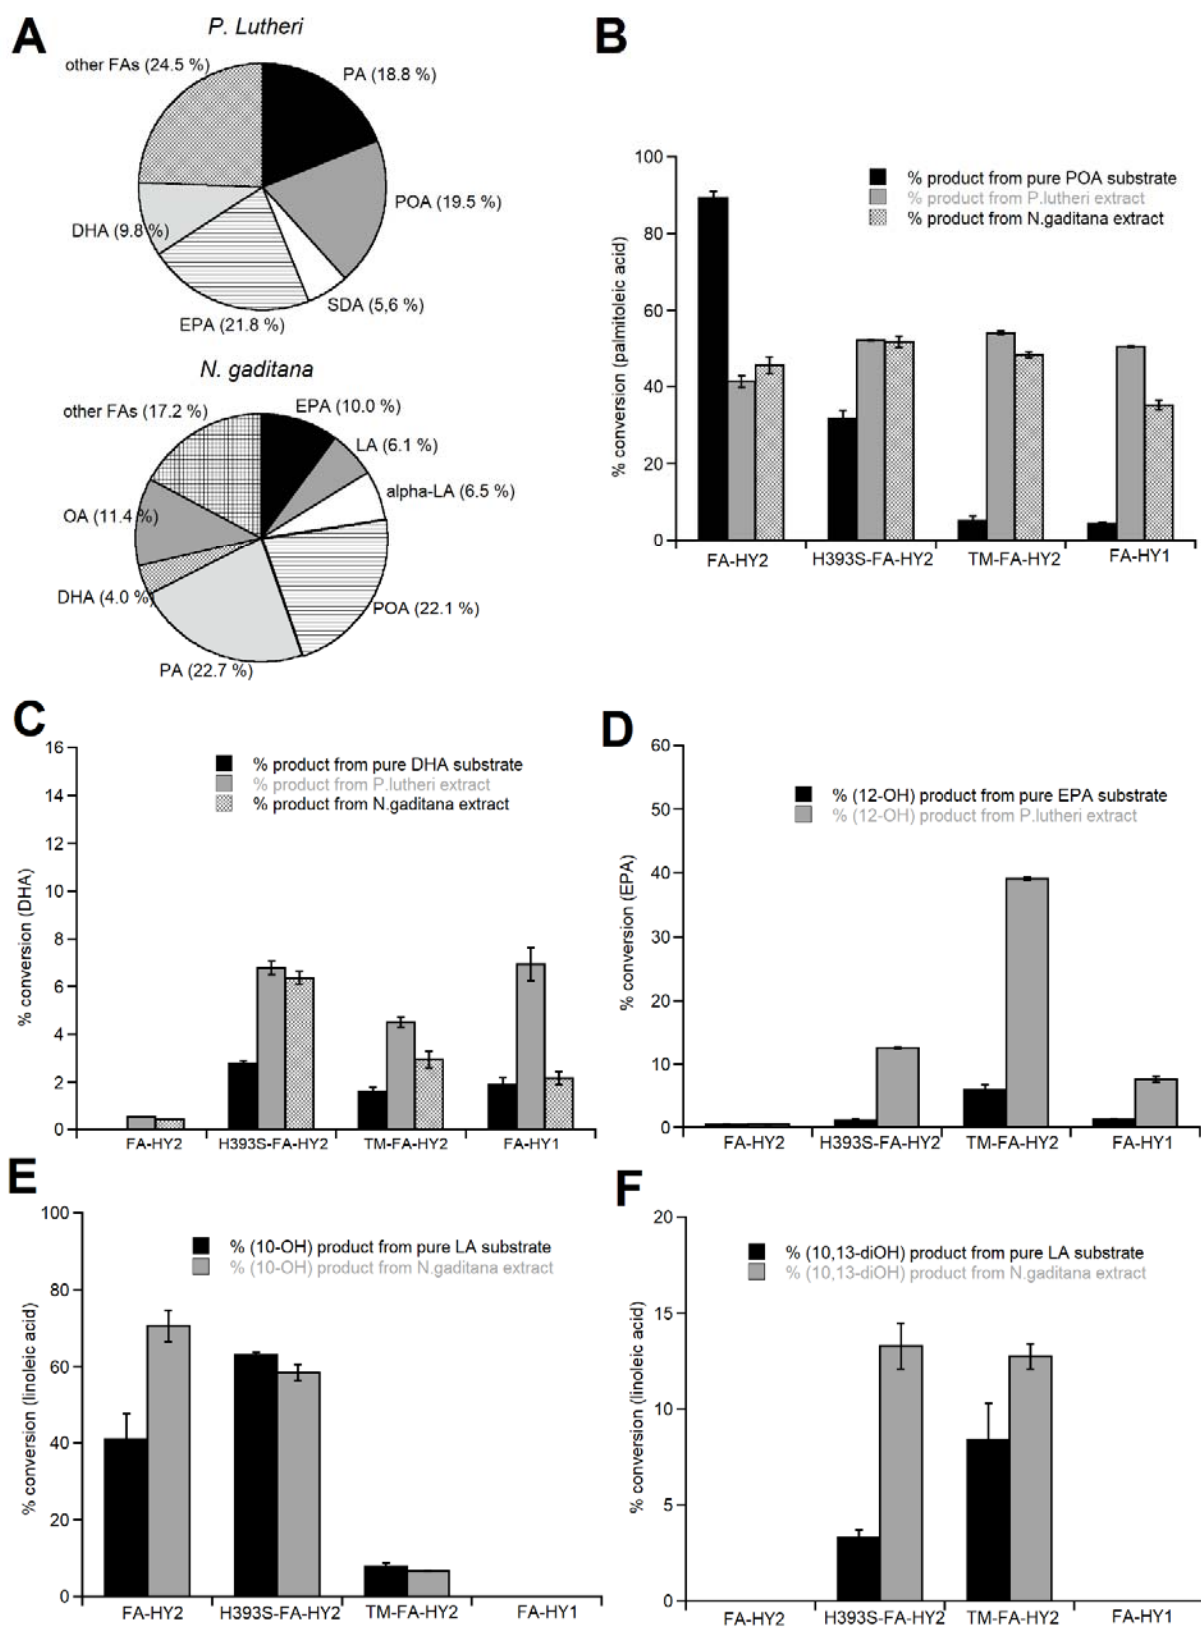 A
P. Lutheri
other FAs (24.5 %)
PA (18.8 %)
POA (19.5 %)
DHA (9.8 %)
SDA (5,6 %)
EPA (21.8 %)
N. gaditana
other FAs (17.2 %)
EPA (10.0 %)
LA (6.1 %)
alpha-LA (6.5 %)
OA (11.4 %)
DHA (4.0 %)
POA (22.1 %)
PA (22.7 %)
B
% conversion (palmitoleic acid)
100
80
60
40
20
0
% product from pure POA substrate
% product from P.lutheri extract
% product from N.gaditana extract
FA-HY2 H393S-FA-HY2 TM-FA-HY2 FA-HY1
C
% conversion (DHA)
16
14
12
10
8
6
4
2
0
% product from pure DHA substrate
% product from P.lutheri extract
% product from N.gaditana extract
FA-HY2 H393S-FA-HY2 TM-FA-HY2 FA-HY1
D
% conversion (EPA)
60
50
40
30
20
10
0
% (12-OH) product from pure EPA substrate
% (12-OH) product from P.lutheri extract
FA-HY2 H393S-FA-HY2 TM-FA-HY2 FA-HY1
E
% conversion (linoleic acid)
100
80
60
40
20
0
% (10-OH) product from pure LA substrate
% (10-OH) product from N.gaditana extract
FA-HY2 H393S-FA-HY2 TM-FA-HY2 FA-HY1
F
% conversion (linoleic acid)
20
15
10
5
0
% (10,13-diOH) product from pure LA substrate
% (10,13-diOH) product from N.gaditana extract
FA-HY2 H393S-FA-HY2 TM-FA-HY2 FA-HY1